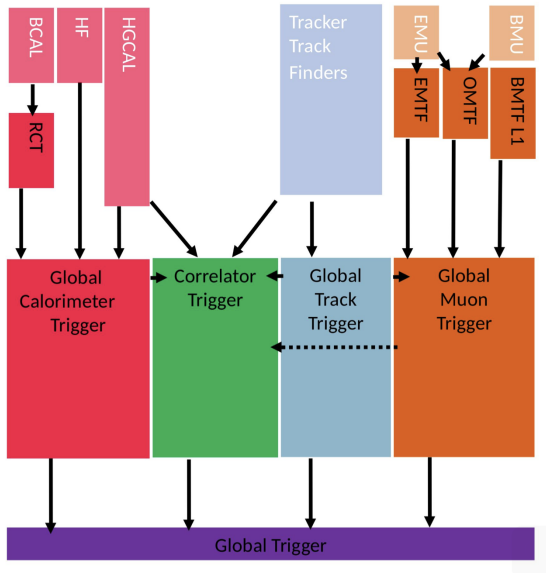 BCAL
HF
HGCAL
Tracker
Track
Finders
EMU
BMU
RCT
EMTF
OMTF
BMTF L1
Global
Calorimeter
Trigger
Correlator
Trigger
Global
Track
Trigger
Global
Muon
Trigger
Global Trigger